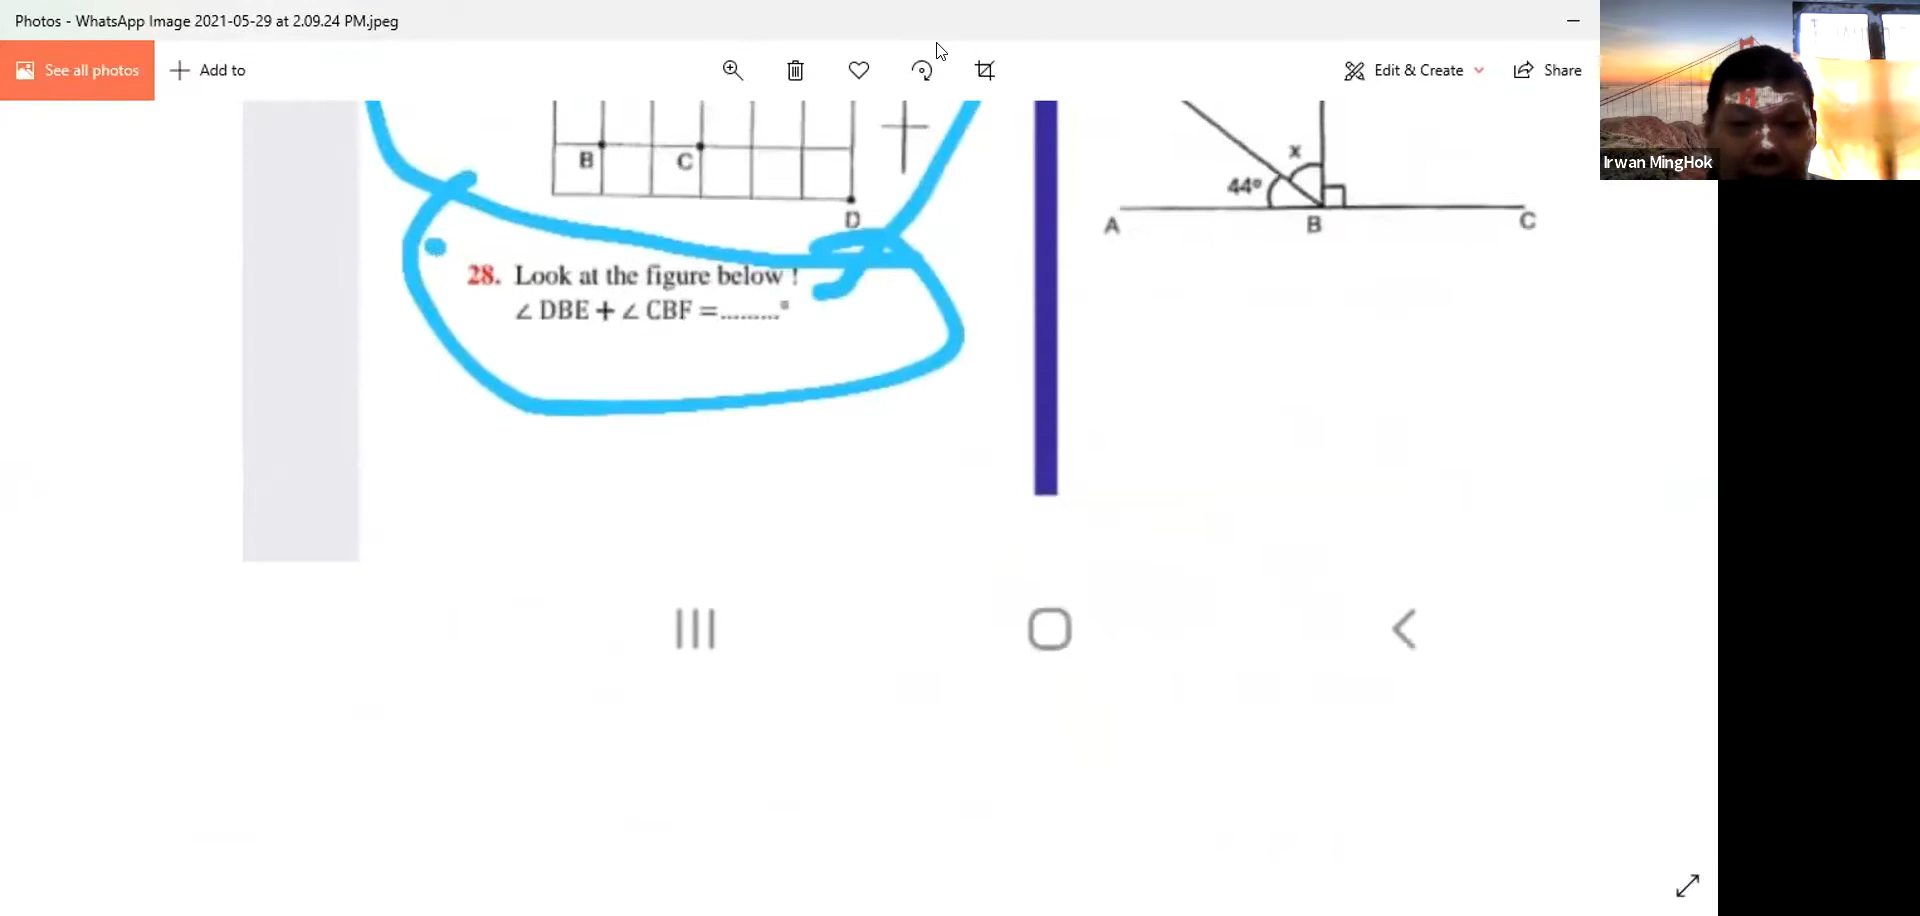 Photos - WhatsApp Image 2021-05-29 at 2.09.24 PM.jpeg
See all photos
Add to
Edit & Create
Share
Irwan MingHok
B
C
D
28. Look at the figure below !
∠ DBE + ∠ CBF =.........°
x
44°
A
B
C